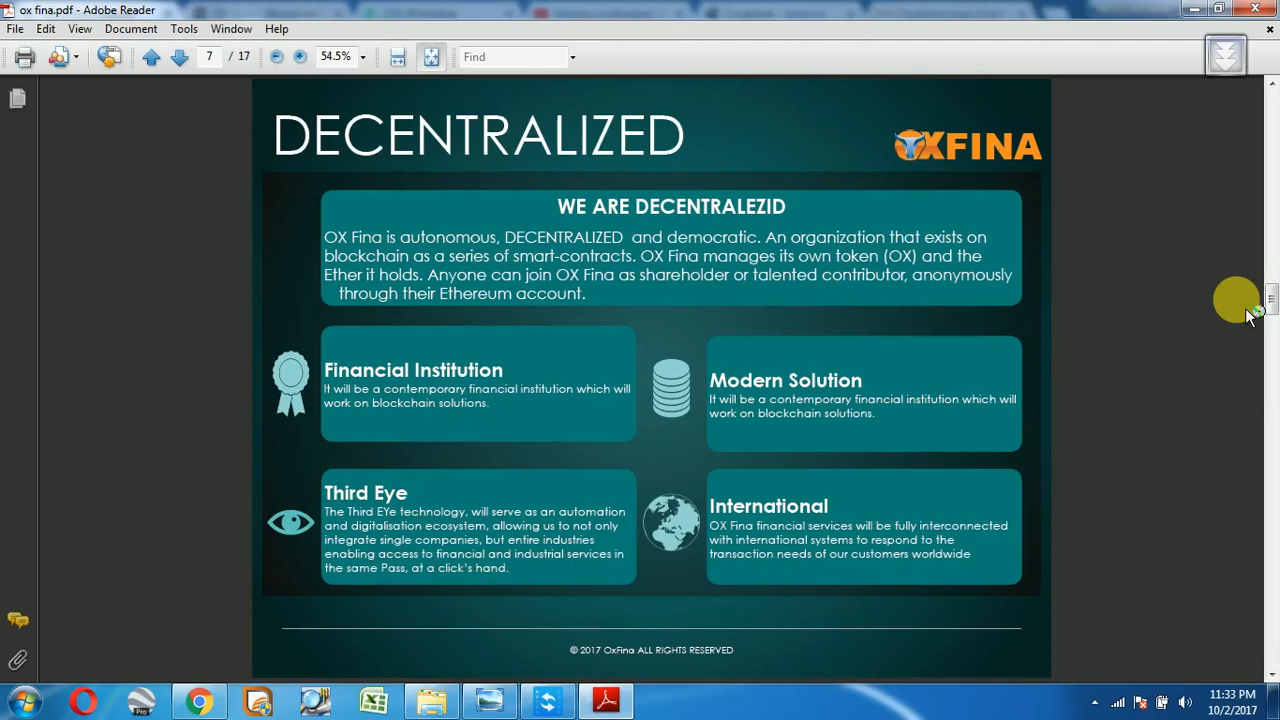 ox fina.pdf - Adobe Reader
File Edit View Document Tools Window Help
7 / 17 54.5% Find
DECENTRALIZED
OXFINA
WE ARE DECENTRALEZID
OX Fina is autonomous, DECENTRALIZED and democratic. An organization that exists on
blockchain as a series of smart-contracts. OX Fina manages its own token (OX) and the
Ether it holds. Anyone can join OX Fina as shareholder or talented contributor, anonymously
through their Ethereum account.
Financial Institution
It will be a contemporary financial institution which will
work on blockchain solutions.
Modern Solution
It will be a contemporary financial institution which will
work on blockchain solutions.
Third Eye
The Third EYe technology, will serve as an automation
and digitalisation ecosystem, allowing us to not only
integrate single companies, but entire industries
enabling access to financial and industrial services in
the same Pass, at a click's hand.
International
OX Fina financial services will be fully interconnected
with international systems to respond to the
transaction needs of our customers worldwide
© 2017 OxFina ALL RIGHTS RESERVED
Pro
11:33 PM
10/2/2017